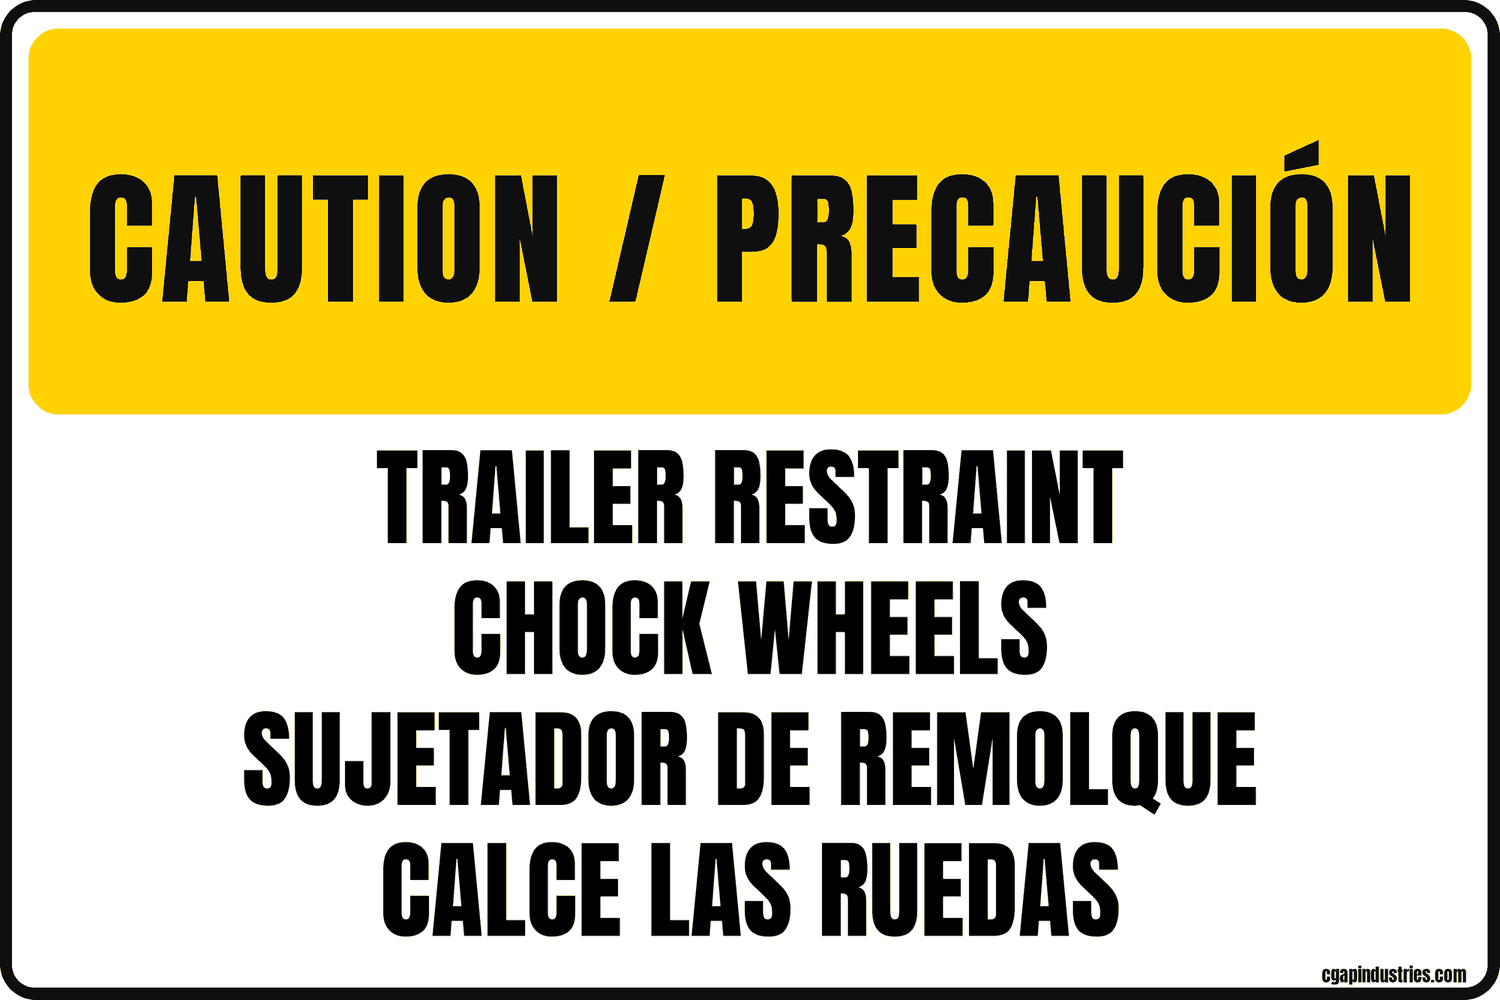 CAUTION / PRECAUCIÓN
TRAILER RESTRAINT
CHOCK WHEELS
SUJETADOR DE REMOLQUE
CALCE LAS RUEDAS
cgapindustries.com